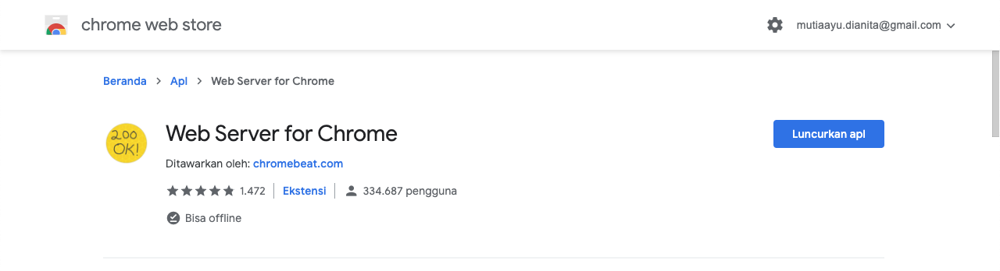 chrome web store
mutiaayu.dianita@gmail.com
Beranda > Apl > Web Server for Chrome
200 OK!
Web Server for Chrome
Luncurkan apl
Ditawarkan oleh: chromebeat.com
1.472 Ekstensi 334.687 pengguna
Bisa offline